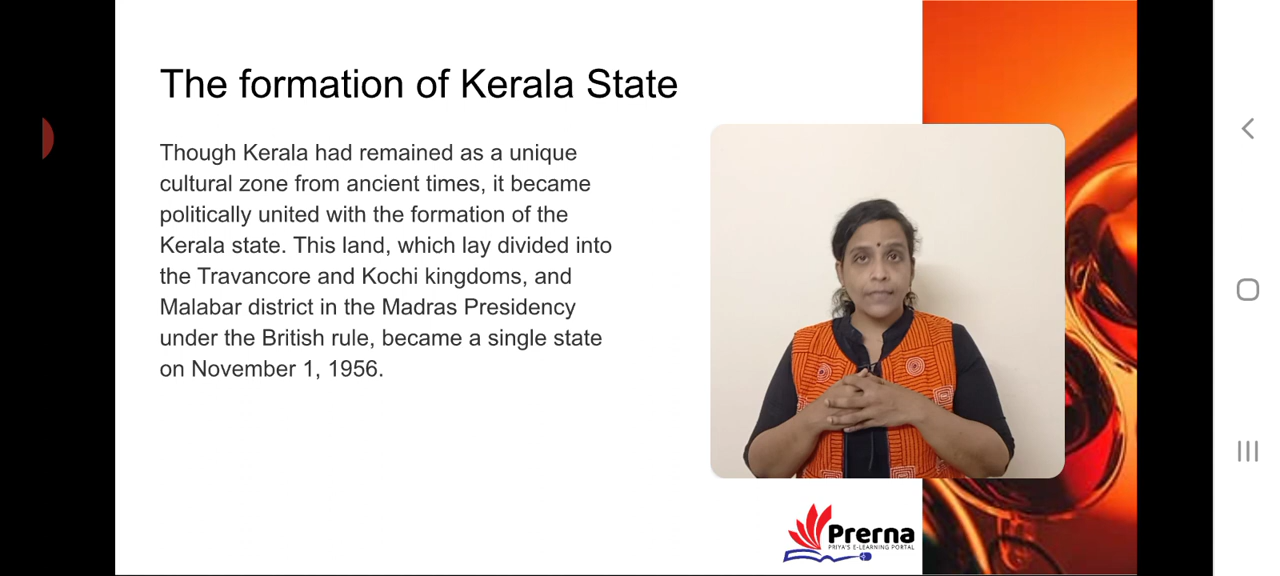 The formation of Kerala State
Though Kerala had remained as a unique
cultural zone from ancient times, it became
politically united with the formation of the
Kerala state. This land, which lay divided into
the Travancore and Kochi kingdoms, and
Malabar district in the Madras Presidency
under the British rule, became a single state
on November 1, 1956.
Prerna
PRIYA'S E-LEARNING PORTAL